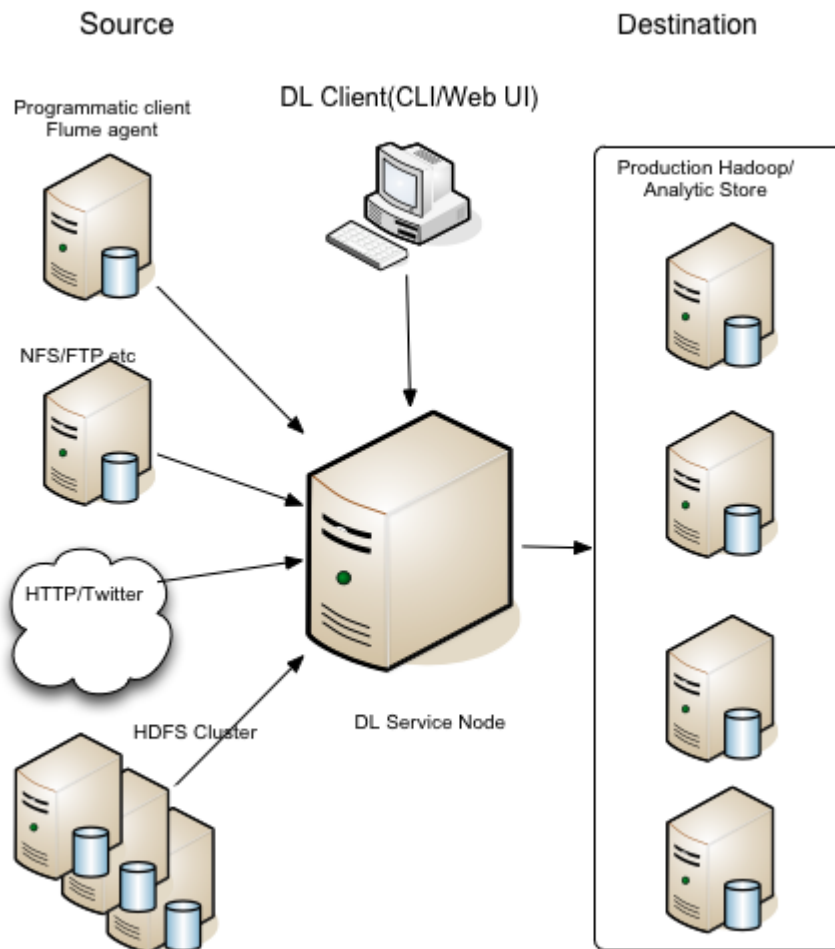 Source
Destination
DL Client(CLI/Web UI)
Programmatic client
Flume agent
Production Hadoop/
Analytic Store
NFS/FTP etc
HTTP/Twitter
HDFS Cluster
DL Service Node